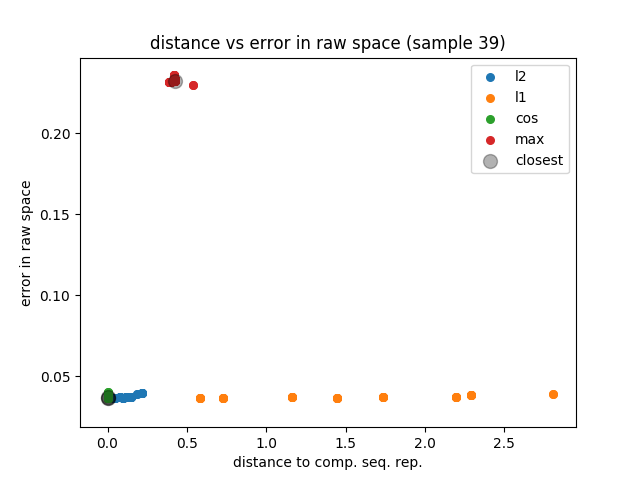 distance vs error in raw space (sample 39)
l2
l1
cos
max
closest
0.20
0.15
0.10
0.05
error in raw space
0.0 0.5 1.0 1.5 2.0 2.5
distance to comp. seq. rep.